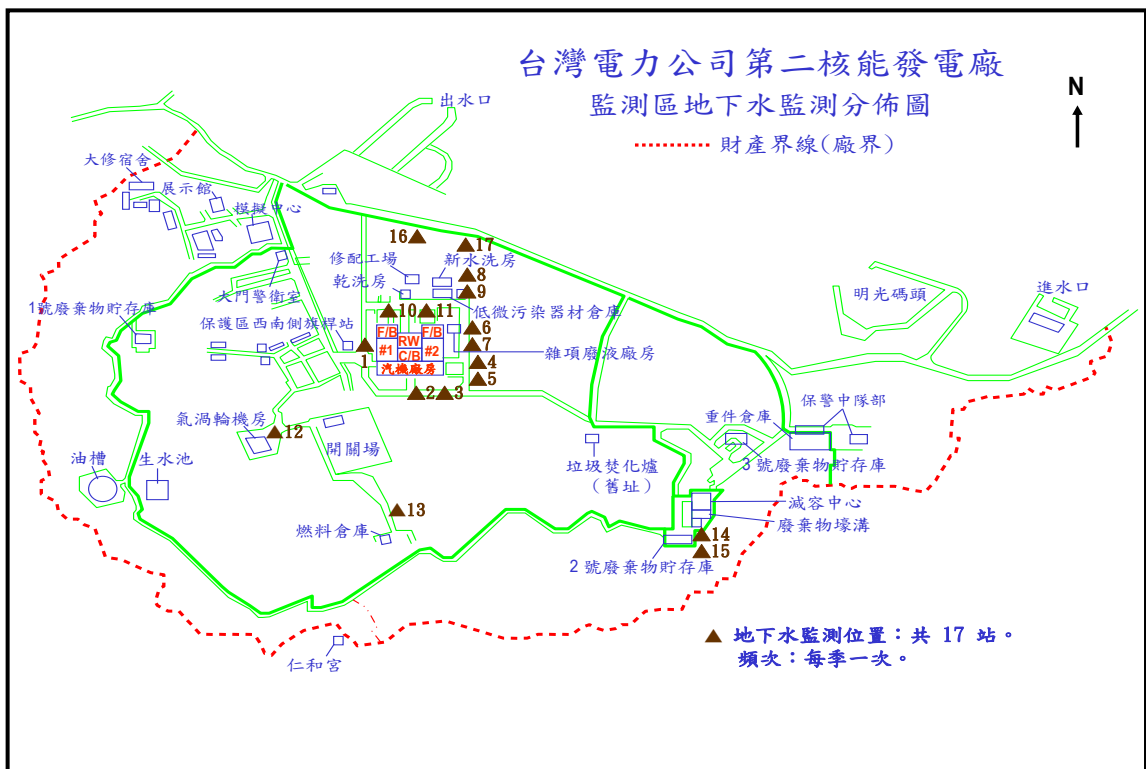 台灣電力公司第二核能發電廠
監測區地下水監測分佈圖
財產界線(廠界)
N
出水口
大修宿舍
展示館
模擬中心
16
17
修配工場
新水洗房
8
乾洗房
9
大門警衛室
明光碼頭
進水口
1號廢棄物貯存庫
10
11
低微污染器材倉庫
保護區西南側旗桿站
F/B
RW
F/B
6
#1
C/B
#2
7
雜項廢液廠房
1
汽機廠房
4
5
2
3
氣渦輪機房
12
開關場
重件倉庫
保警中隊部
油槽
生水池
垃圾焚化爐
(舊址)
3號廢棄物貯存庫
減容中心
13
廢棄物壕溝
燃料倉庫
14
15
2號廢棄物貯存庫
仁和宮
地下水監測位置：共 17 站。
頻次：每季一次。